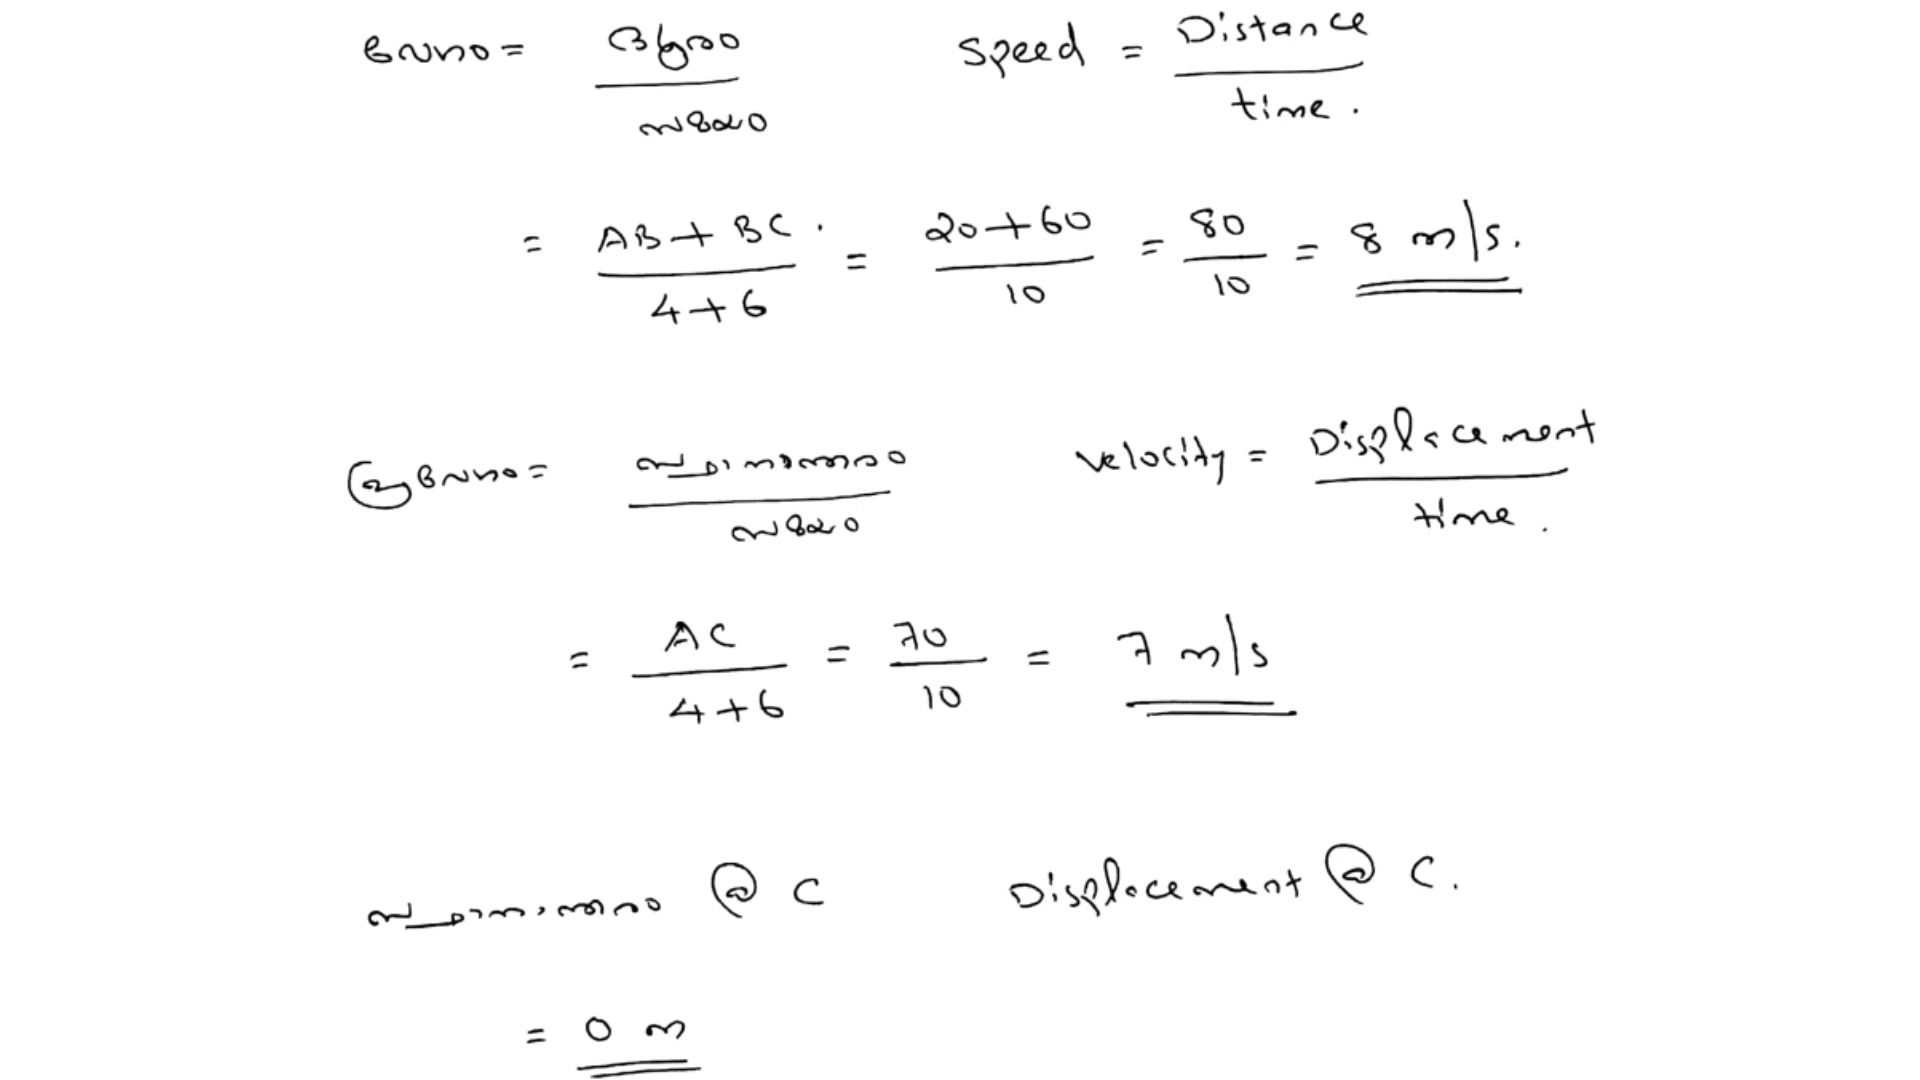 വേഗം = ദൂരം / സമയം    Speed = Distance / time .
= AB + BC . / 4+6 = 20+60 / 10 = 80 / 10 = 8 m/s.
പ്രവേഗം = സ്ഥാനാന്തരം / സമയം    Velocity = Displacement / time .
= AC / 4+6 = 70 / 10 = 7 m/s
സ്ഥാനാന്തരം @ C    Displacement @ C.
= 0 m